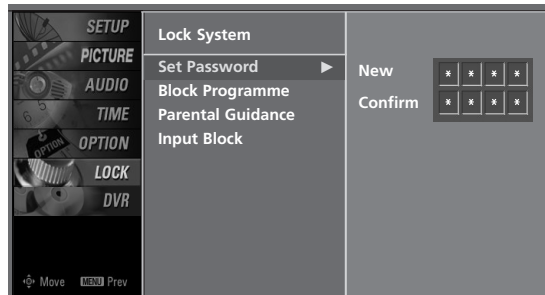 SETUP
PICTURE
AUDIO
TIME
OPTION
LOCK
DVR
Move MENU Prev
Lock System
Set Password ►
Block Programme
Parental Guidance
Input Block
New * * * *
Confirm * * * *